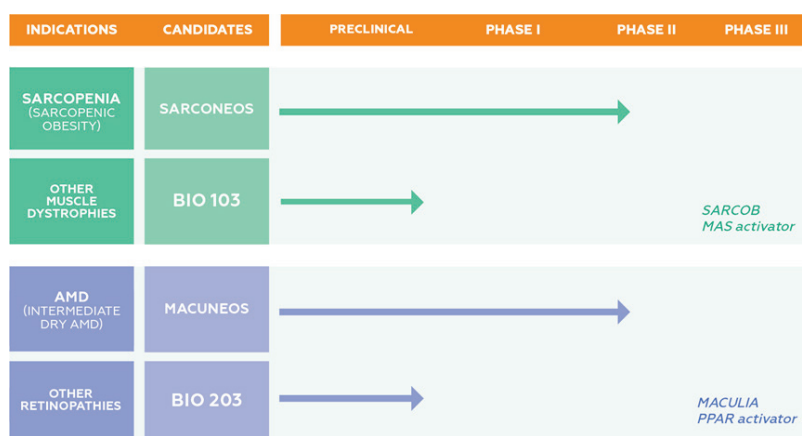 INDICATIONS CANDIDATES PRECLINICAL PHASE I PHASE II PHASE III
SARCOPENIA
(SARCOPENIC
OBESITY)
SARCONEOS
OTHER
MUSCLE
DYSTROPHIES
BIO 103
SARCOB
MAS activator
AMD
(INTERMEDIATE
DRY AMD)
MACUNEOS
OTHER
RETINOPATHIES
BIO 203
MACULIA
PPAR activator